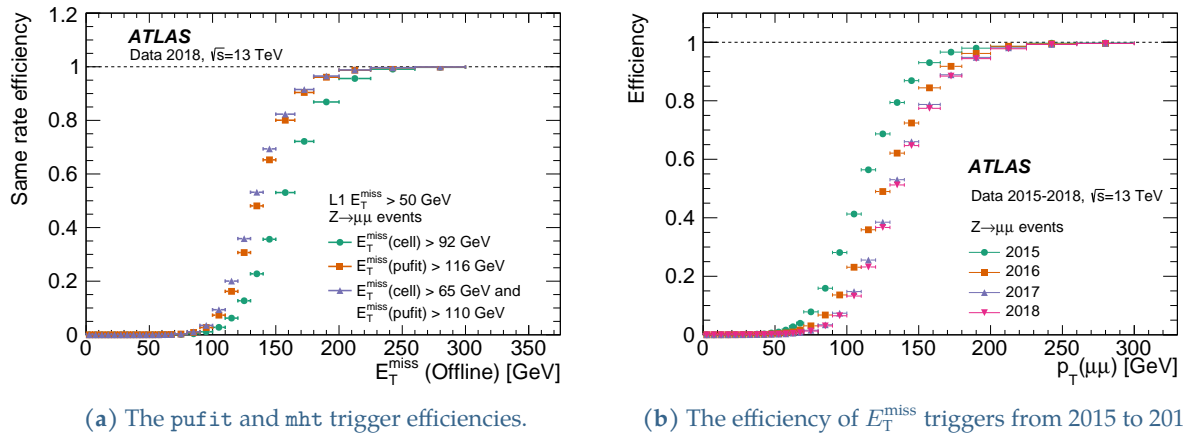 1.2
1
0.8
0.6
0.4
0.2
0
Same rate efficiency
ATLAS
Data 2018, √s=13 TeV
L1 E_T^miss > 50 GeV
Z→μμ events
E_T^miss(cell) > 92 GeV
E_T^miss(pufit) > 116 GeV
E_T^miss(cell) > 65 GeV and
E_T^miss(pufit) > 110 GeV
0 50 100 150 200 250 300 350
E_T^miss (Offline) [GeV]
(a) The pufit and mht trigger efficiencies.
1
0.8
0.6
0.4
0.2
0
Efficiency
ATLAS
Data 2015-2018, √s=13 TeV
Z→μμ events
2015
2016
2017
2018
0 50 100 150 200 250 300
p_T(μμ) [GeV]
(b) The efficiency of E_T^miss triggers from 2015 to 201